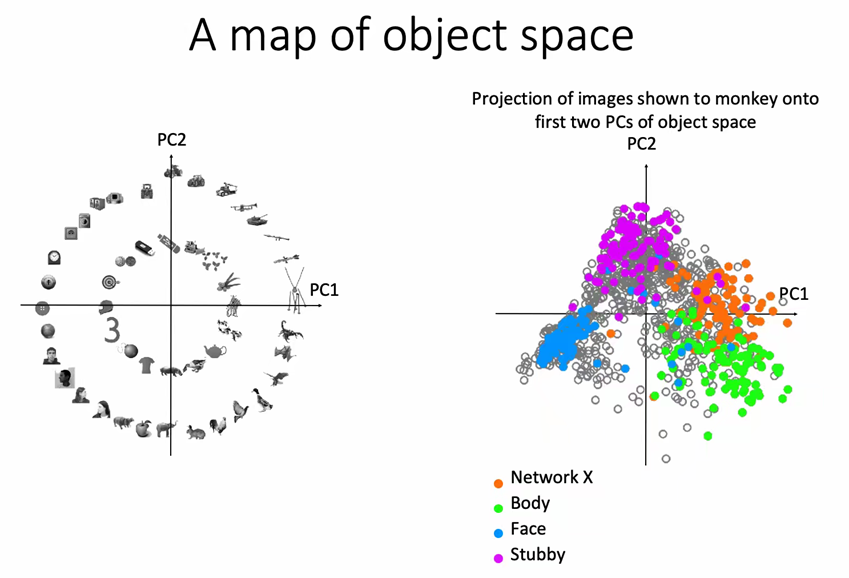 A map of object space
PC2
PC1
3
Projection of images shown to monkey onto
first two PCs of object space
PC2
PC1
Network X
Body
Face
Stubby